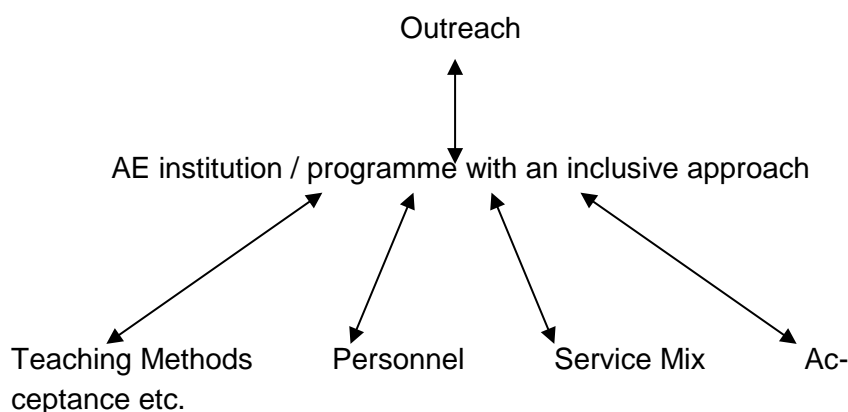 Outreach
AE institution / programme with an inclusive approach
Teaching Methods Personnel Service Mix Ac-
ceptance etc.